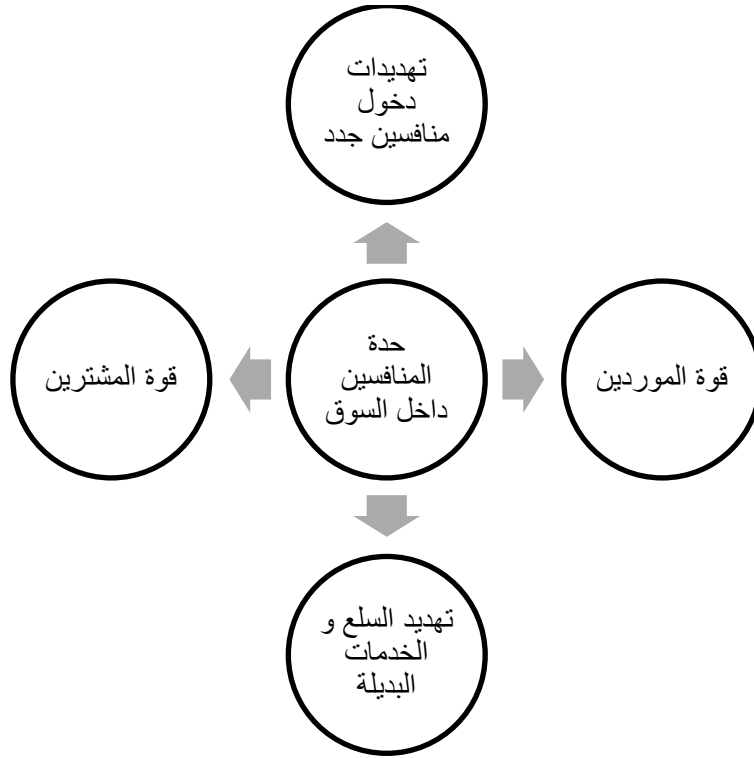 تهديدات
دخول
منافسين جدد
قوة الموردين
حدة
المنافسين
داخل السوق
قوة المشترين
تهديد السلع و
الخدمات
البديلة